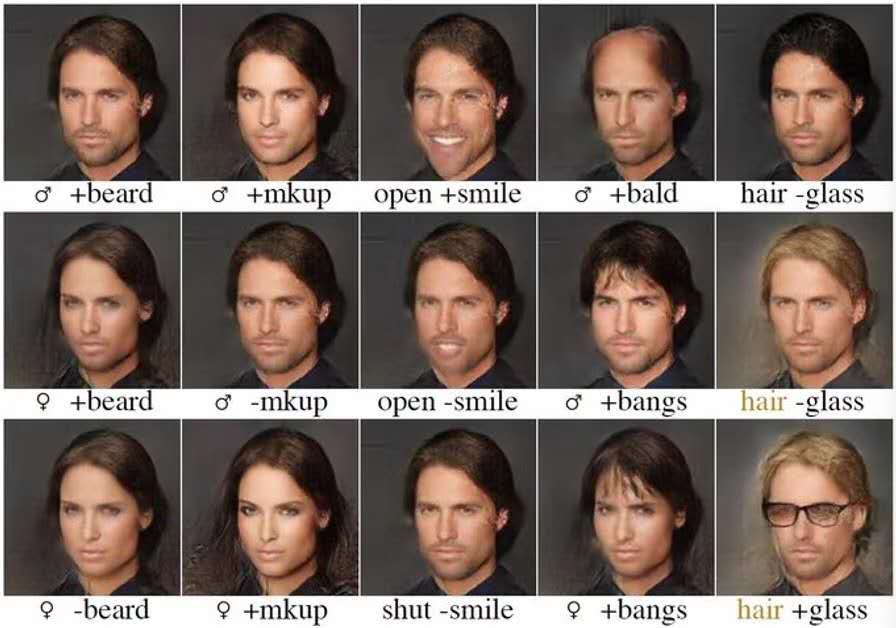 ♂ +beard ♂ +mkup open +smile ♂ +bald hair -glass
♀ +beard ♂ -mkup open -smile ♂ +bangs hair -glass
♀ -beard ♀ +mkup shut -smile ♀ +bangs hair +glass